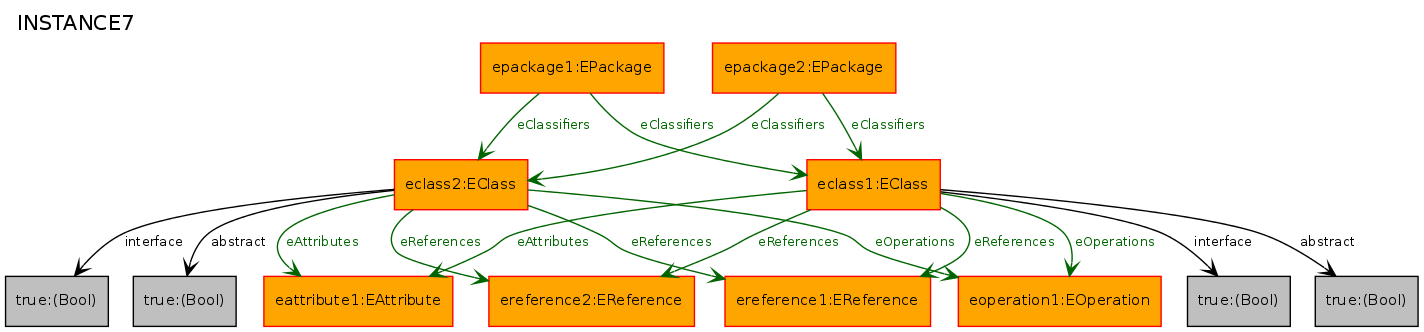 INSTANCE7
epackage1:EPackage
epackage2:EPackage
eClassifiers
eClassifiers
eClassifiers
eClassifiers
eclass2:EClass
eclass1:EClass
interface
abstract
eAttributes
eReferences
eAttributes
eReferences
eReferences
eOperations
eReferences
eOperations
interface
abstract
true:(Bool)
true:(Bool)
eattribute1:EAttribute
ereference2:EReference
ereference1:EReference
eoperation1:EOperation
true:(Bool)
true:(Bool)